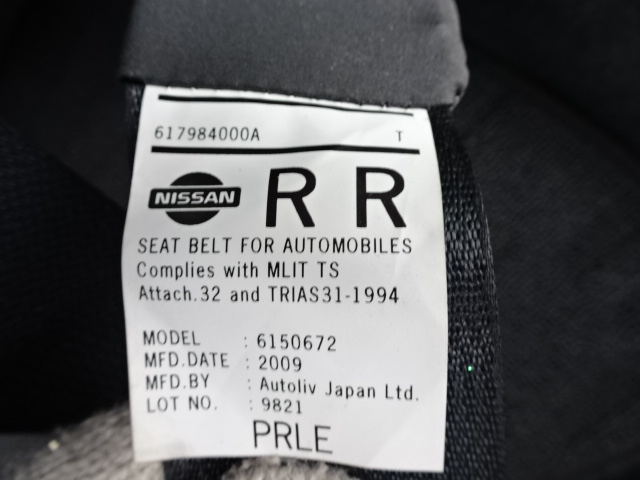 617984000A T
NISSAN R R
SEAT BELT FOR AUTOMOBILES
Complies with MLIT TS
Attach.32 and TRIAS31-1994
MODEL : 6150672
MFD.DATE : 2009
MFD.BY : Autoliv Japan Ltd.
LOT NO. : 9821
PRLE